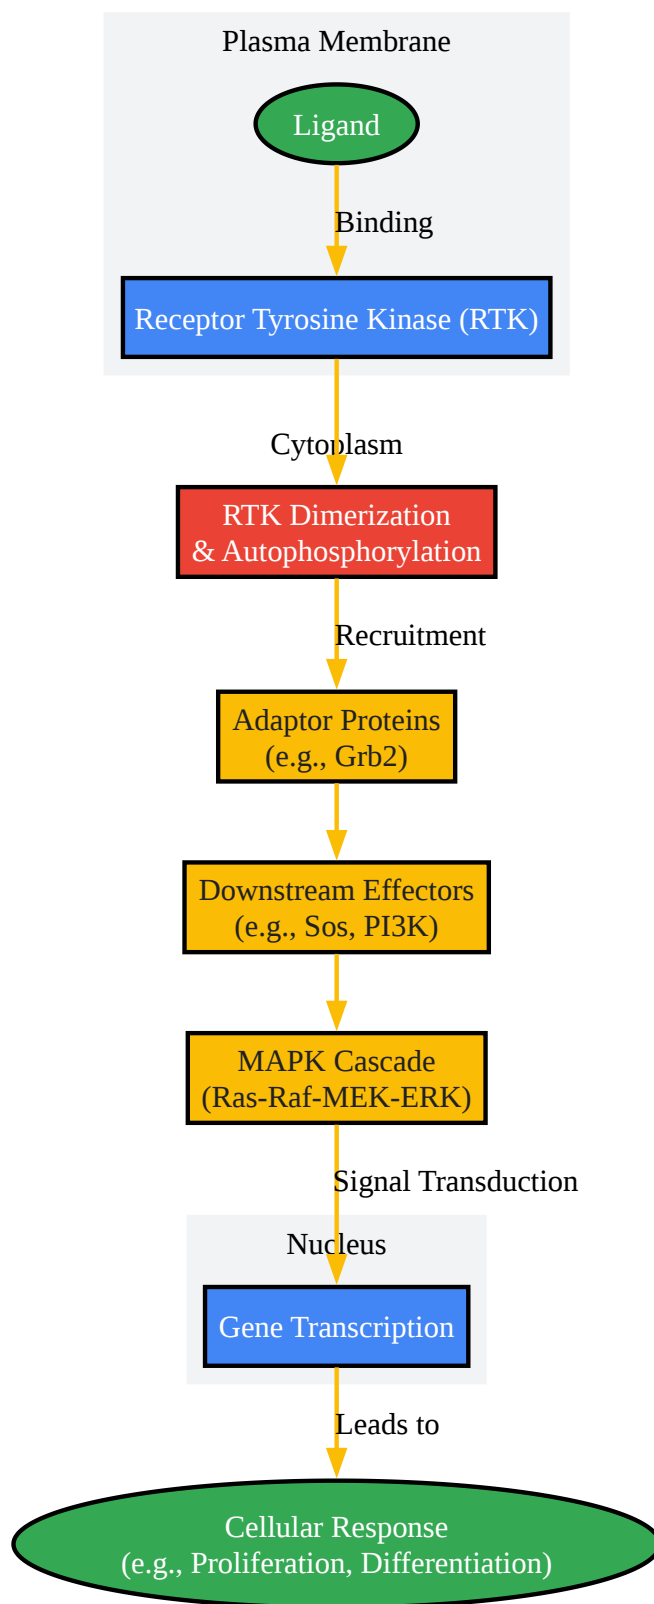 Plasma Membrane
Ligand
Binding
Receptor Tyrosine Kinase (RTK)
Cytoplasm
RTK Dimerization
& Autophosphorylation
Recruitment
Adaptor Proteins
(e.g., Grb2)
Downstream Effectors
(e.g., Sos, PI3K)
MAPK Cascade
(Ras-Raf-MEK-ERK)
Signal Transduction
Nucleus
Gene Transcription
Leads to
Cellular Response
(e.g., Proliferation, Differentiation)